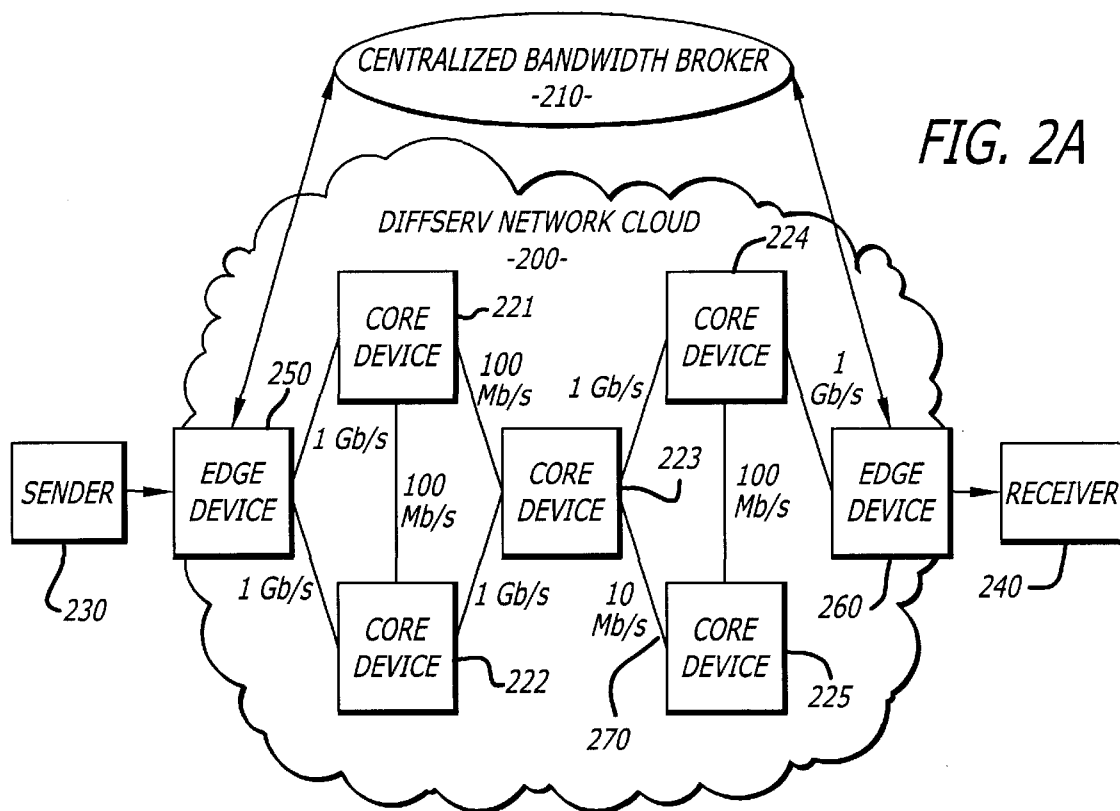 CENTRALIZED BANDWIDTH BROKER
-210-
FIG. 2A
DIFFSERV NETWORK CLOUD
-200-
224
CORE
DEVICE
221
CORE
DEVICE
250
100
Mb/s
1 Gb/s
1
Gb/s
1 Gb/s
SENDER
EDGE
DEVICE
100
Mb/s
CORE
DEVICE
223
100
Mb/s
EDGE
DEVICE
RECEIVER
230
1 Gb/s
1 Gb/s
10
Mb/s
260
240
CORE
DEVICE
222
CORE
DEVICE
225
270